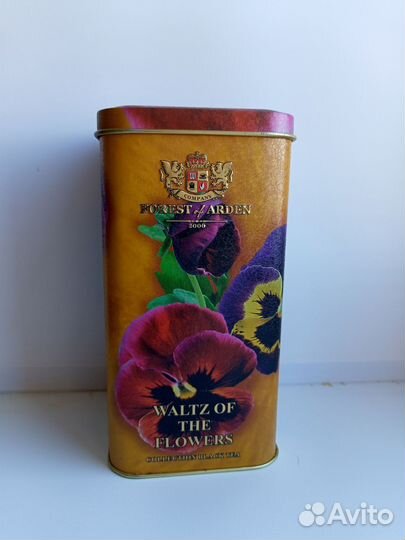 COMPANY
FOREST of ARDEN
2000
WALTZ OF
THE
FLOWERS
COLLECTION BLACK TEA
Avito